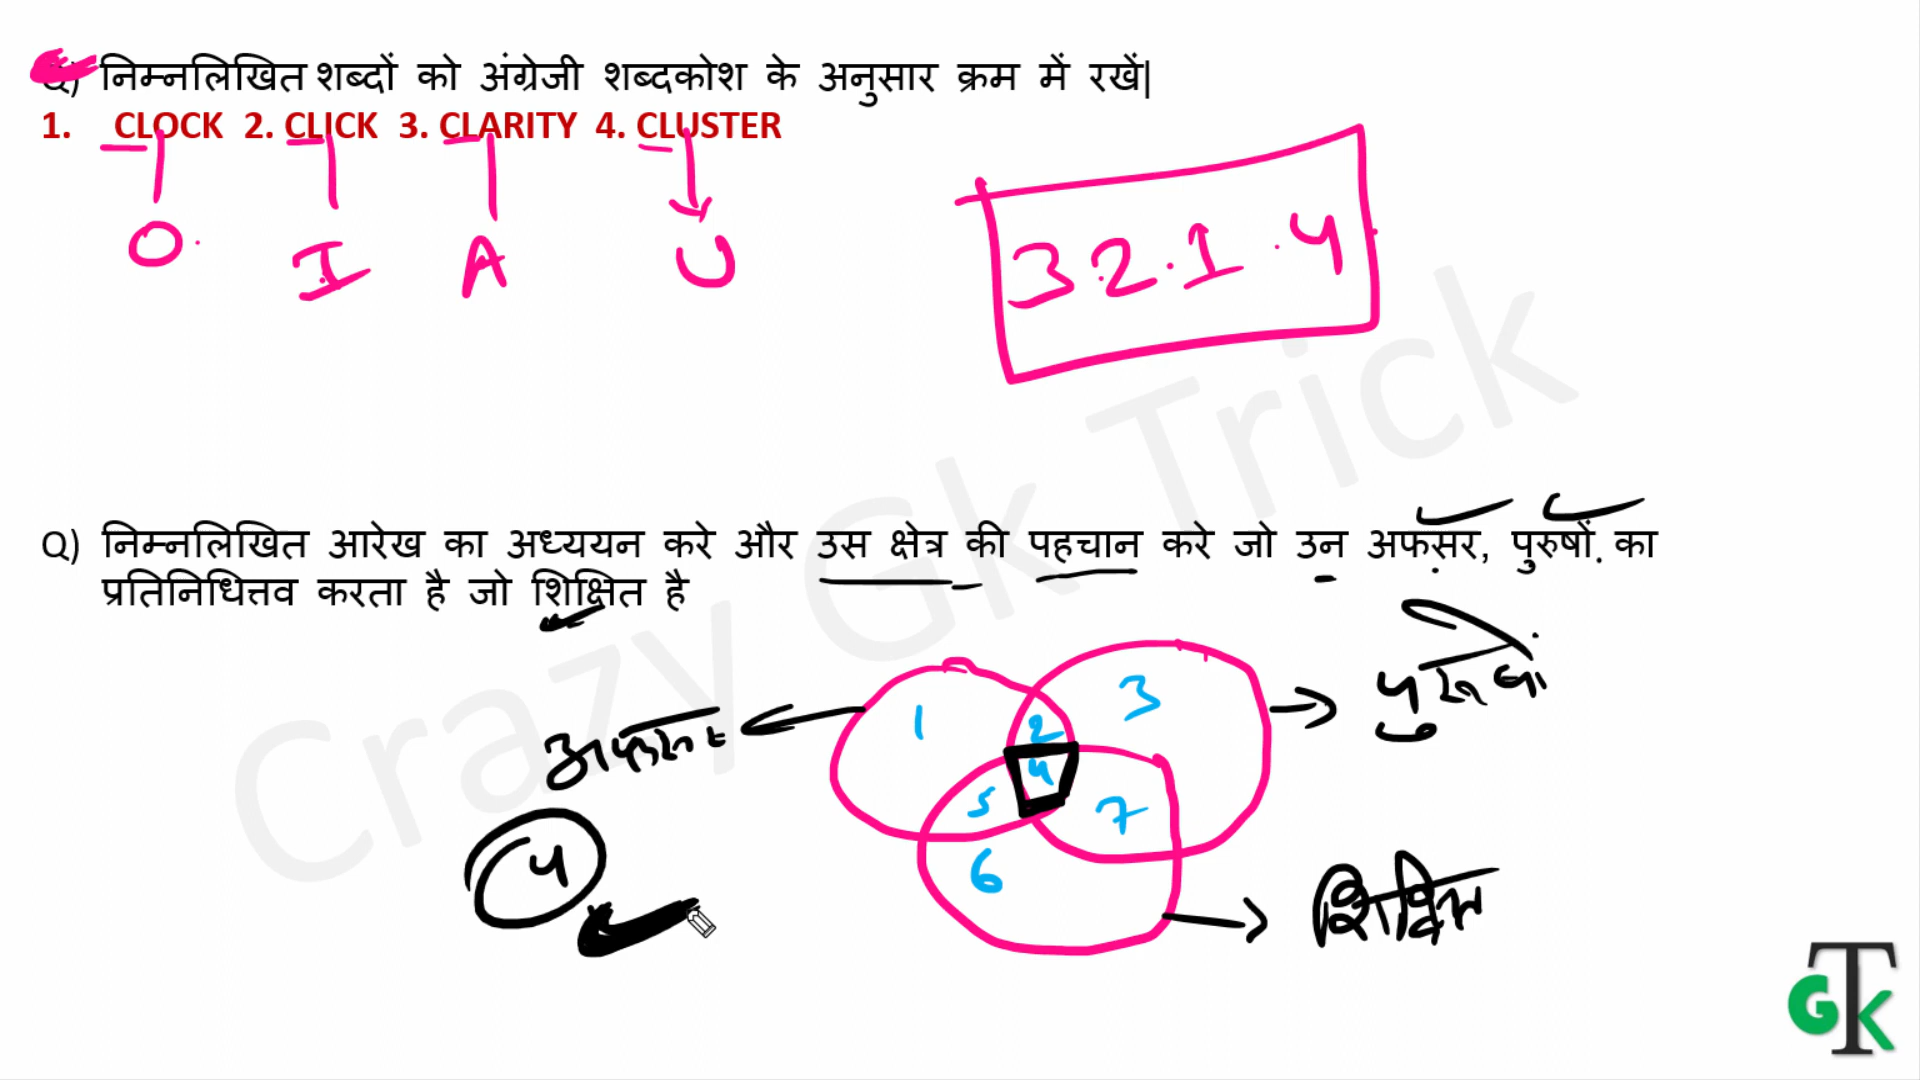 Q) निम्नलिखित शब्दों को अंग्रेजी शब्दकोश के अनुसार क्रम में रखें|
1. CLOCK 2. CLICK 3. CLARITY 4. CLUSTER
O I A U
3 2 1 4
Q) निम्नलिखित आरेख का अध्ययन करे और उस क्षेत्र की पहचान करे जो उन अफसर, पुरुषों का
प्रतिनिधित्तव करता है जो शिक्षित है
1 2 3
4
5 7
6
4
शिक्षित
Crazy Gk Trick
GTK